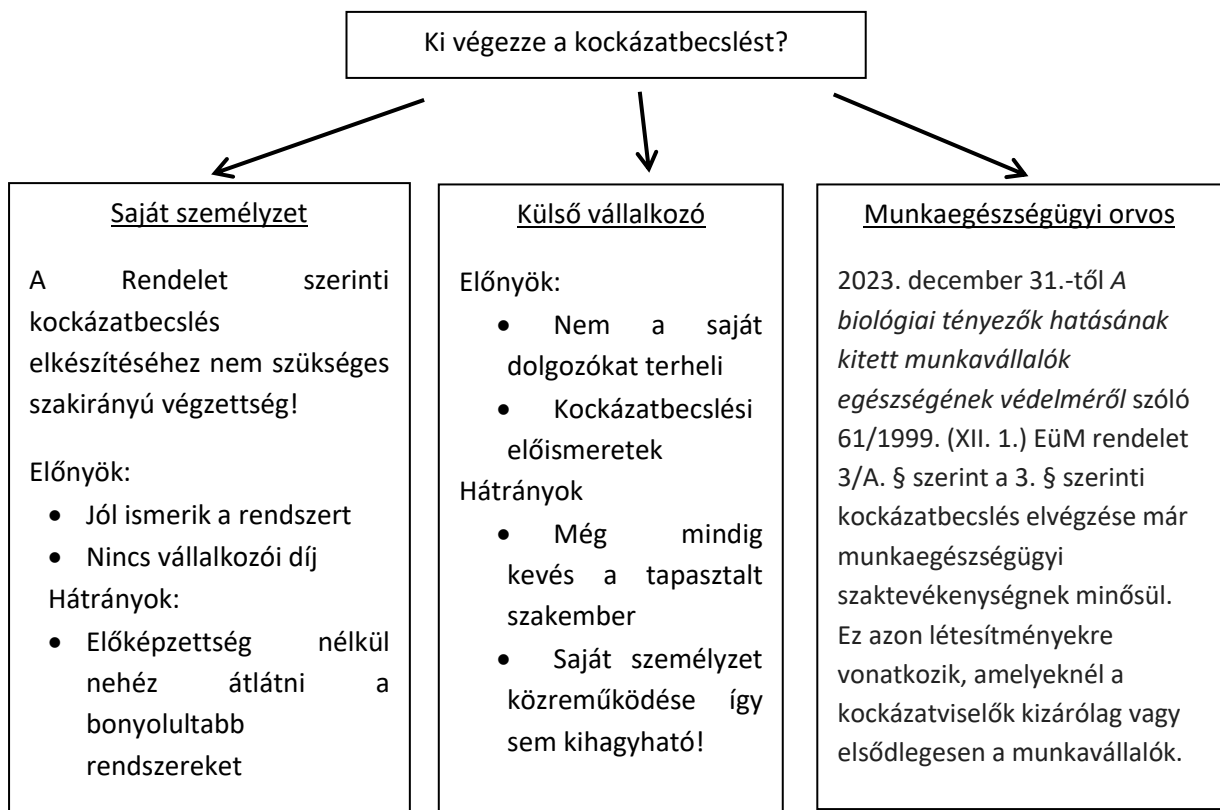 Ki végezze a kockázatbecslést?
Saját személyzet
A Rendelet szerinti
kockázatbecslés
elkészítéséhez nem szükséges
szakirányú végzettség!
Előnyök:
• Jól ismerik a rendszert
• Nincs vállalkozói díj
Hátrányok:
• Előképzettség nélkül
nehéz átlátni a
bonyolultabb
rendszereket
Külső vállalkozó
Előnyök:
• Nem a saját
dolgozókat terheli
• Kockázatbecslési
előismeretek
Hátrányok
• Még mindig
kevés a tapasztalt
szakember
• Saját személyzet
közreműködése így
sem kihagyható!
Munkaegészségügyi orvos
2023. december 31.-től A
biológiai tényezők hatásának
kitett munkavállalók
egészségének védelméről szóló
61/1999. (XII. 1.) EüM rendelet
3/A. § szerint a 3. § szerinti
kockázatbecslés elvégzése már
munkaegészségügyi
szaktevékenységnek minősül.
Ez azon létesítményekre
vonatkozik, amelyeknél a
kockázatviselők kizárólag vagy
elsődlegesen a munkavállalók.